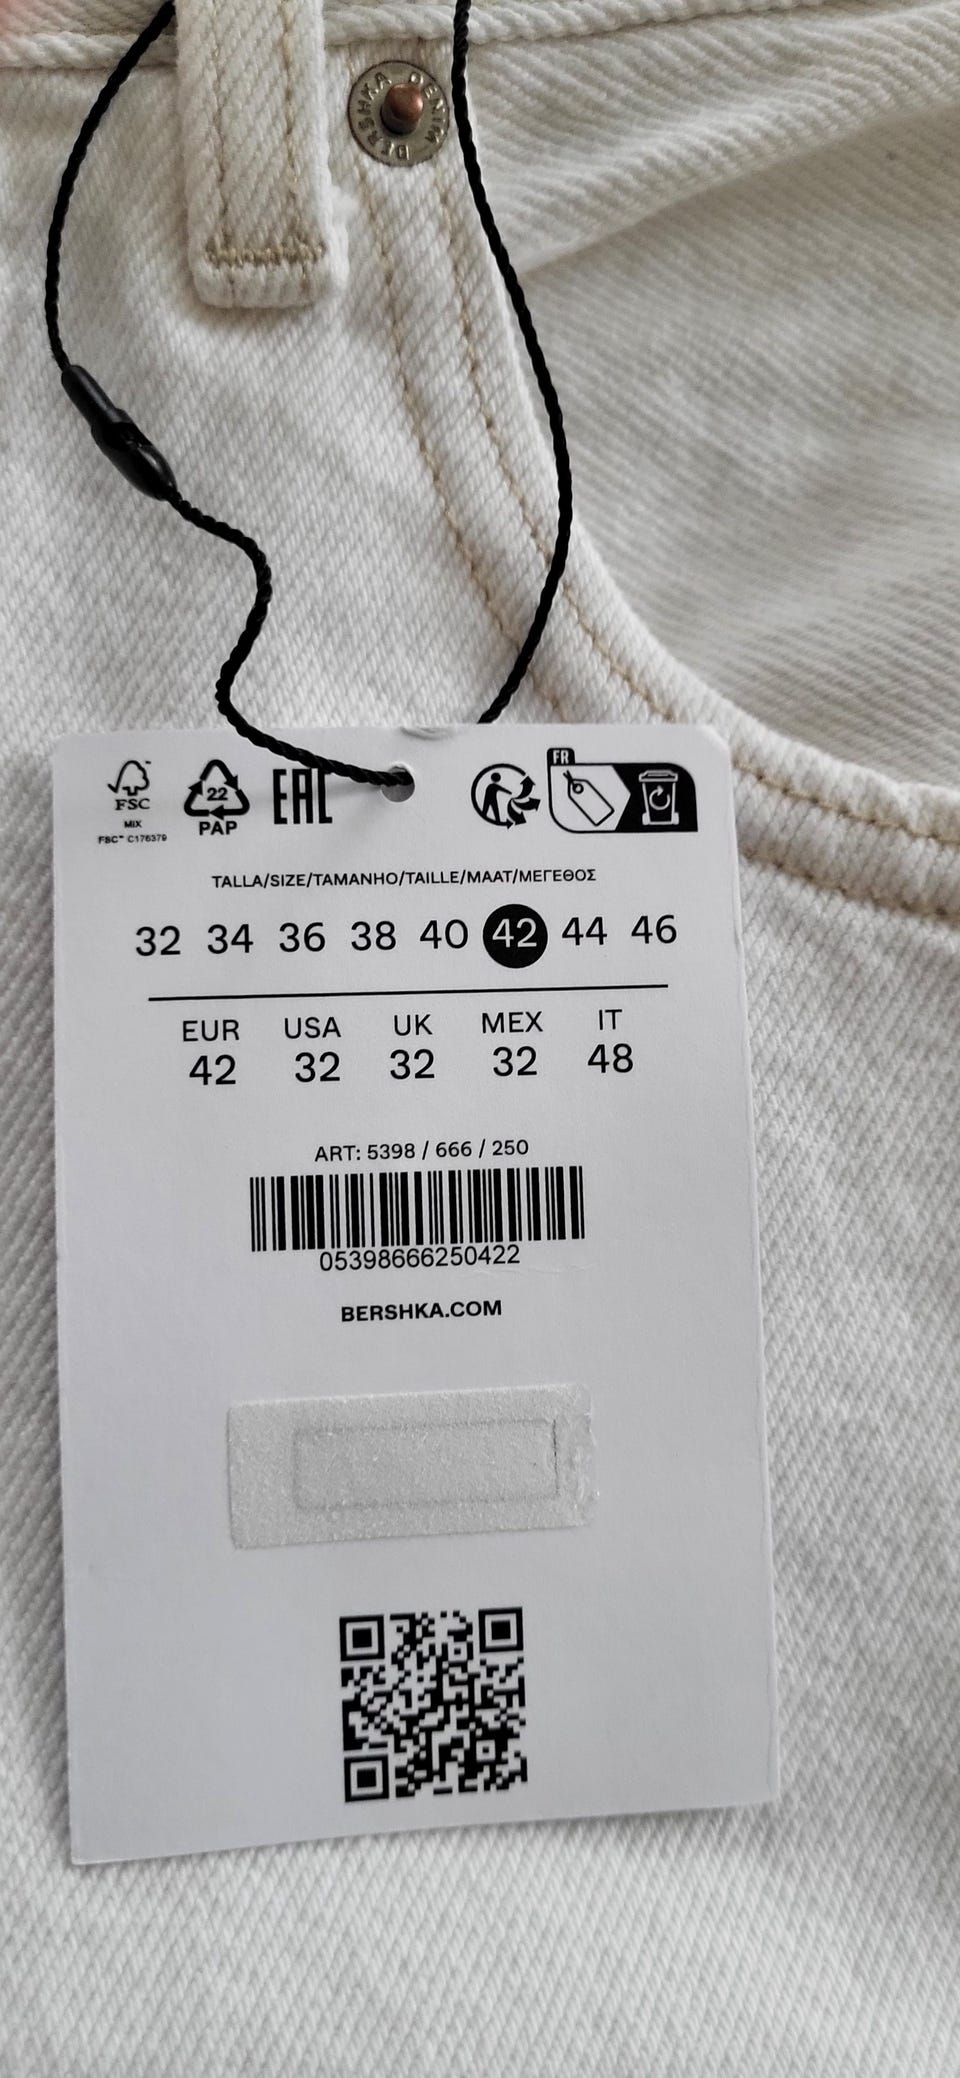 BERSHKA DENIM
FSC
MIX
FSC™ C176379
22
PAP
EAC
FR
TALLA/SIZE/TAMANHO/TAILLE/MAAT/ΜΕΓΕΘΟΣ
32 34 36 38 40 42 44 46
EUR USA UK MEX IT
42 32 32 32 48
ART: 5398 / 666 / 250
05398666250422
BERSHKA.COM